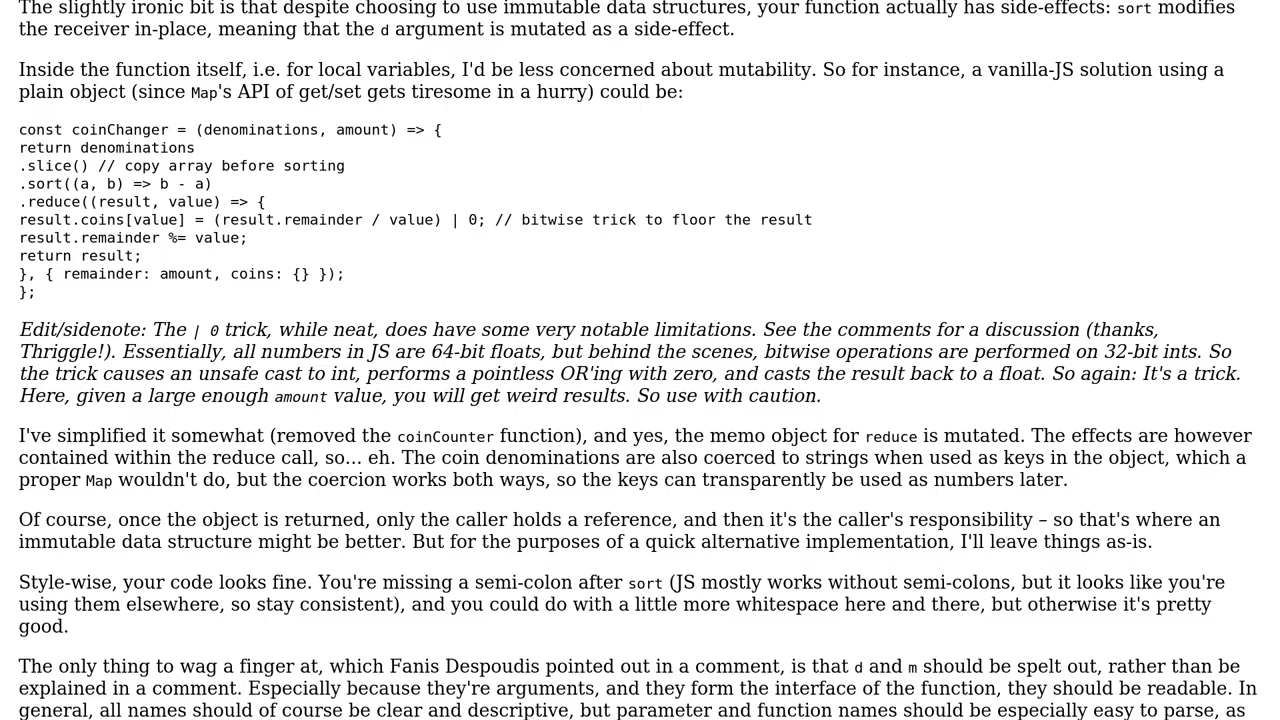 The slightly ironic bit is that despite choosing to use immutable data structures, your function actually has side-effects: sort modifies
the receiver in-place, meaning that the d argument is mutated as a side-effect.
Inside the function itself, i.e. for local variables, I'd be less concerned about mutability. So for instance, a vanilla-JS solution using a
plain object (since Map's API of get/set gets tiresome in a hurry) could be:
const coinChanger = (denominations, amount) => {
return denominations
.slice() // copy array before sorting
.sort((a, b) => b - a)
.reduce((result, value) => {
result.coins[value] = (result.remainder / value) | 0; // bitwise trick to floor the result
result.remainder %= value;
return result;
}, { remainder: amount, coins: {} });
};
Edit/sidenote: The | 0 trick, while neat, does have some very notable limitations. See the comments for a discussion (thanks,
Thriggle!). Essentially, all numbers in JS are 64-bit floats, but behind the scenes, bitwise operations are performed on 32-bit ints. So
the trick causes an unsafe cast to int, performs a pointless OR'ing with zero, and casts the result back to a float. So again: It's a trick.
Here, given a large enough amount value, you will get weird results. So use with caution.
I've simplified it somewhat (removed the coinCounter function), and yes, the memo object for reduce is mutated. The effects are however
contained within the reduce call, so... eh. The coin denominations are also coerced to strings when used as keys in the object, which a
proper Map wouldn't do, but the coercion works both ways, so the keys can transparently be used as numbers later.
Of course, once the object is returned, only the caller holds a reference, and then it's the caller's responsibility – so that's where an
immutable data structure might be better. But for the purposes of a quick alternative implementation, I'll leave things as-is.
Style-wise, your code looks fine. You're missing a semi-colon after sort (JS mostly works without semi-colons, but it looks like you're
using them elsewhere, so stay consistent), and you could do with a little more whitespace here and there, but otherwise it's pretty
good.
The only thing to wag a finger at, which Fanis Despoudis pointed out in a comment, is that d and m should be spelt out, rather than be
explained in a comment. Especially because they're arguments, and they form the interface of the function, they should be readable. In
general, all names should of course be clear and descriptive, but parameter and function names should be especially easy to parse, as